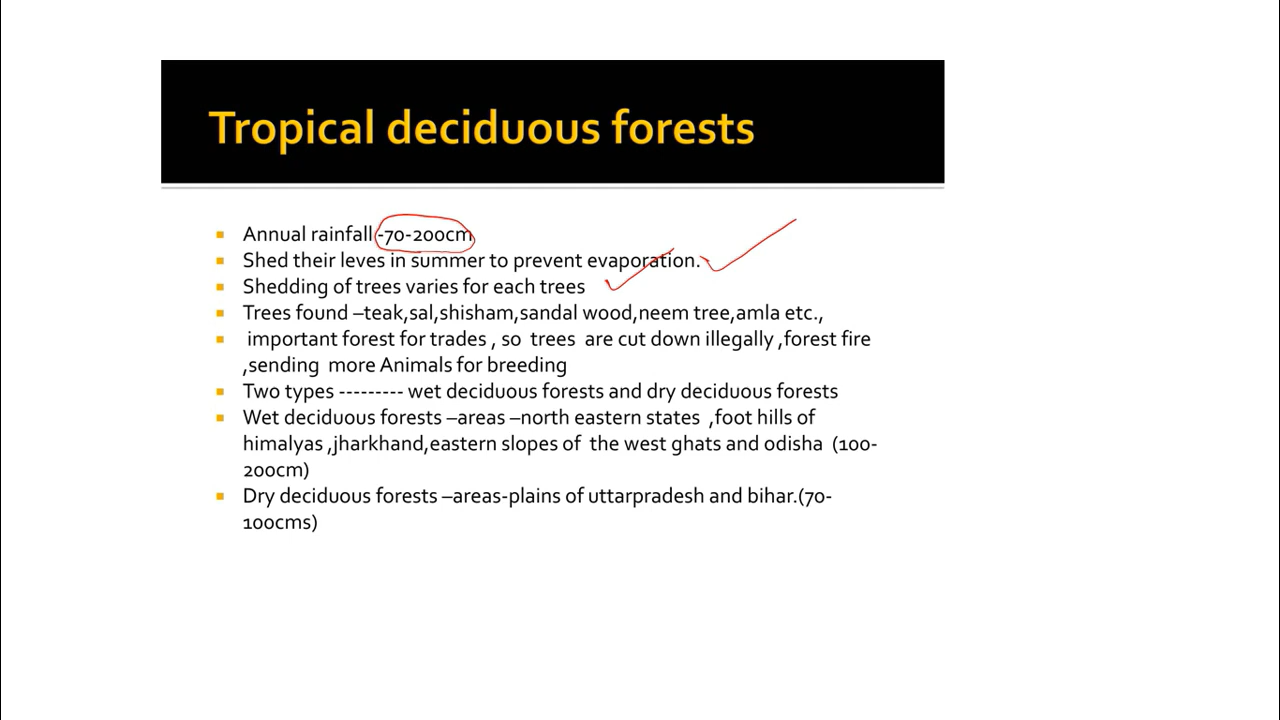 Tropical deciduous forests
Annual rainfall -70-200cm
Shed their leves in summer to prevent evaporation.
Shedding of trees varies for each trees
Trees found –teak,sal,shisham,sandal wood,neem tree,amla etc.,
important forest for trades , so trees are cut down illegally ,forest fire
,sending more Animals for breeding
Two types --------- wet deciduous forests and dry deciduous forests
Wet deciduous forests –areas –north eastern states ,foot hills of
himalyas ,jharkhand,eastern slopes of the west ghats and odisha (100-
200cm)
Dry deciduous forests –areas-plains of uttarpradesh and bihar.(70-
100cms)